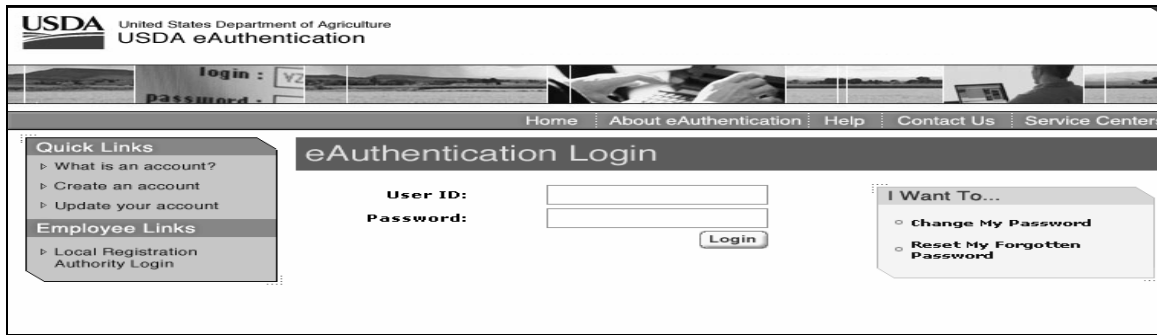 USDA United States Department of Agriculture
USDA eAuthentication
login :
password :
Home About eAuthentication Help Contact Us Service Center
Quick Links
What is an account?
Create an account
Update your account
Employee Links
Local Registration
Authority Login
eAuthentication Login
User ID:
Password:
Login
I Want To...
Change My Password
Reset My Forgotten
Password